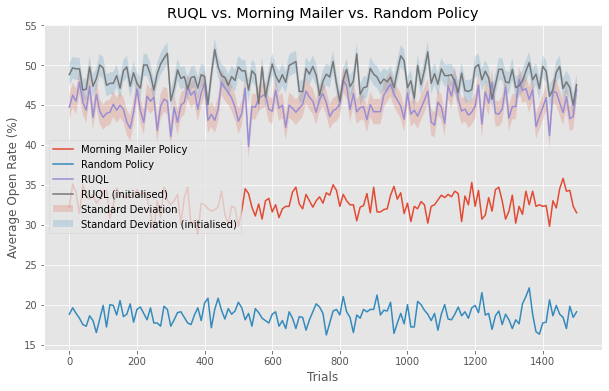 RUQL vs. Morning Mailer vs. Random Policy
Average Open Rate (%)
55
50
45
40
35
30
25
20
15
Morning Mailer Policy
Random Policy
RUQL
RUQL (initialised)
Standard Deviation
Standard Deviation (initialised)
0
200
400
600
800
1000
1200
1400
Trials